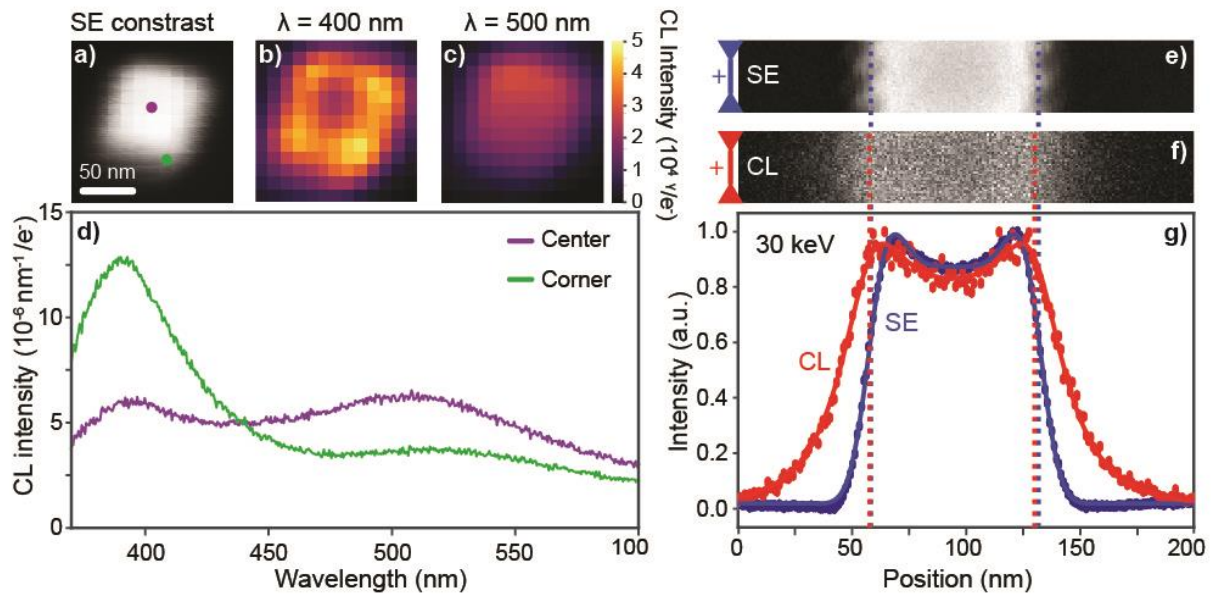 SE constrast
λ = 400 nm
λ = 500 nm
a)
b)
c)
50 nm
5
4
3
2
1
0
CL Intensity (10⁴ γ/e⁻)
+ SE
e)
+ CL
f)
15
10
5
0
CL intensity (10⁻⁶ nm⁻¹/e⁻)
d)
Center
Corner
400 450 500 550 100
Wavelength (nm)
1.0
0.8
0.6
0.4
0.2
0.0
Intensity (a.u.)
30 keV
g)
SE
CL
0 50 100 150 200
Position (nm)